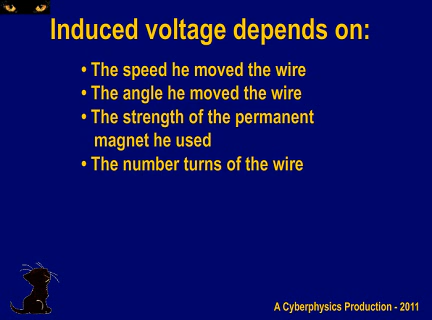 Induced voltage depends on:
• The speed he moved the wire
• The angle he moved the wire
• The strength of the permanent
magnet he used
• The number turns of the wire
A Cyberphysics Production - 2011